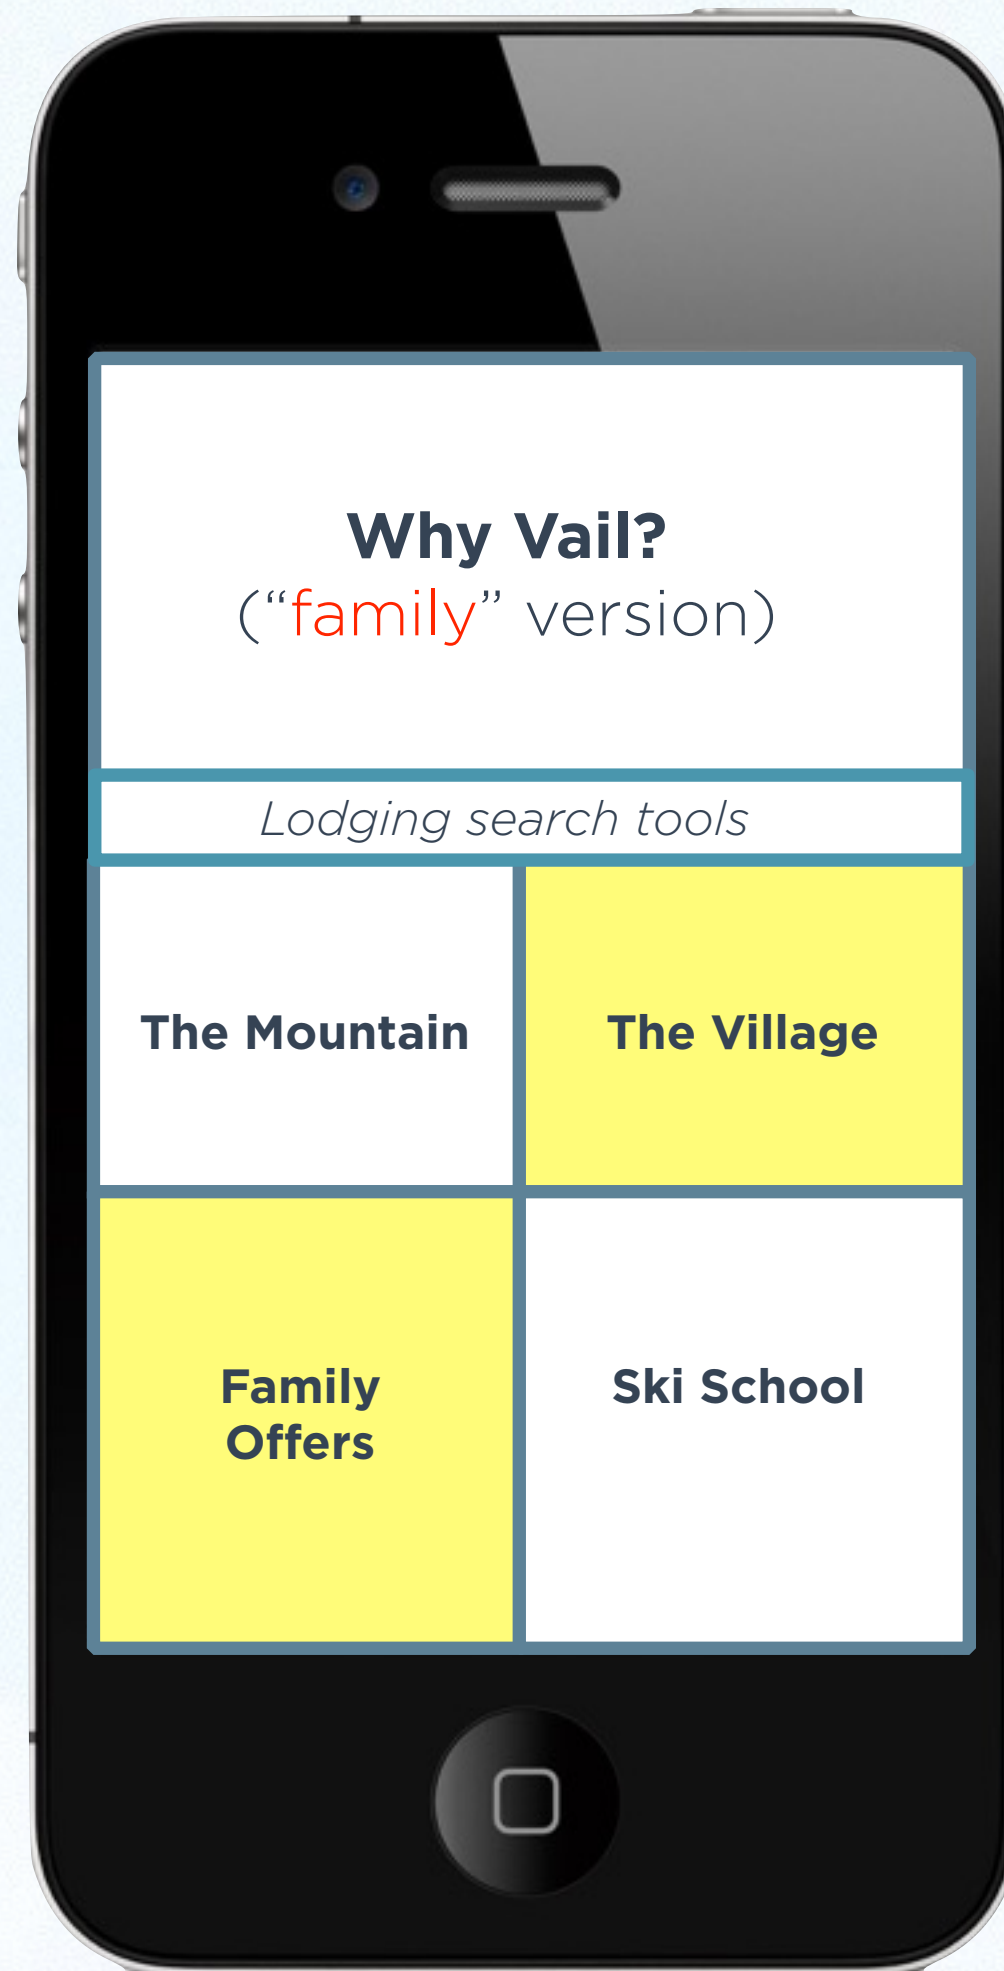 Why Vail?
(“family” version)
Lodging search tools
The Mountain
The Village
Family
Offers
Ski School